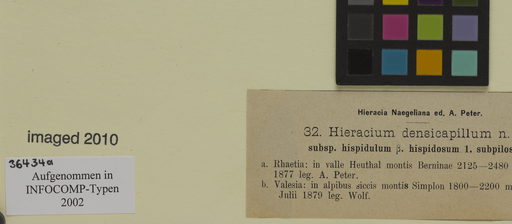 imaged 2010
36434a
Aufgenommen in
INFOCOMP-Typen
2002
Hieracia Naegeliana ed. A. Peter.
32. Hieracium densicapillum n.
subsp. hispidulum β. hispidosum 1. subpilos
a. Rhaetia: in valle Heuthal montis Berninae 2125—2480
1877 leg. A. Peter.
b. Valesia: in alpibus siccis montis Simplon 1800—2200 m
Julii 1879 leg. Wolf.